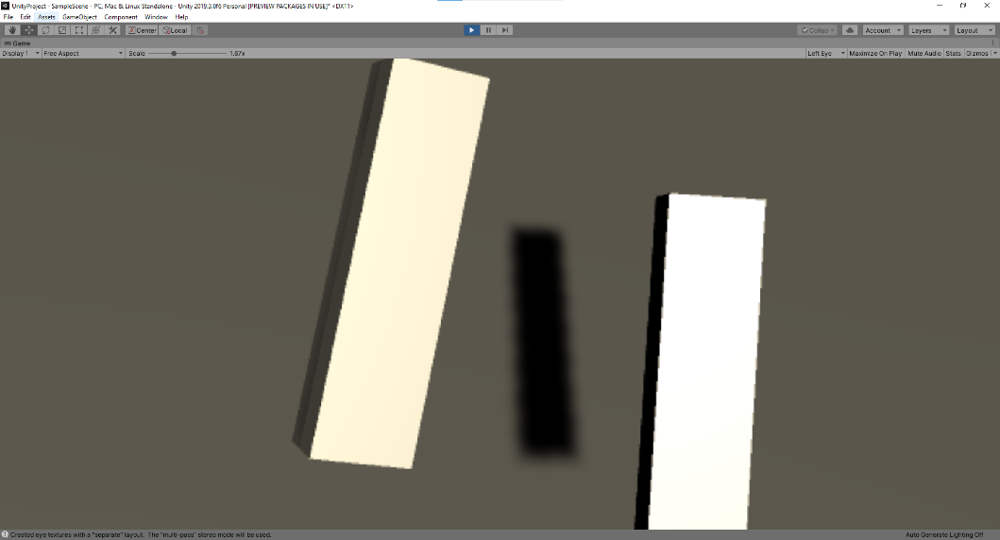 UnityProject - SampleScene - PC, Mac & Linux Standalone - Unity 2019.3.0f6 Personal [PREVIEW PACKAGES IN USE]* <DX11>
File Edit Assets GameObject Component Window Help
Center Local Collab Account Layers Layout
Game
Display 1 Free Aspect Scale 1.67x Left Eye Maximize On Play Mute Audio Stats Gizmos
Created eye textures with a "separate" layout. The "multi-pass" stereo mode will be used. Auto Generate Lighting Off